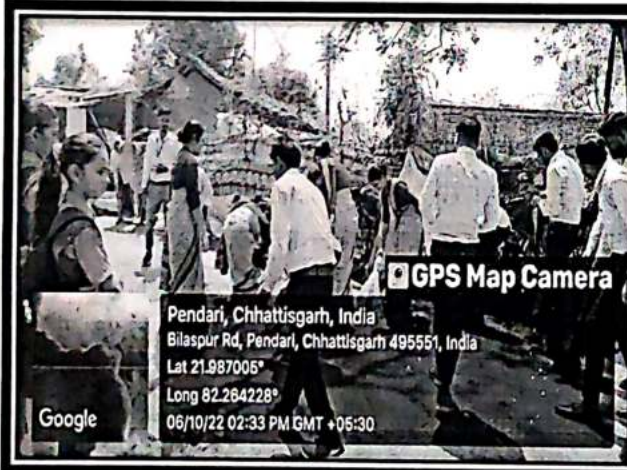 GPS Map Camera
Pendari, Chhattisgarh, India
Bilaspur Rd, Pendari, Chhattisgarh 495551, India
Lat 21.987005°
Long 82.264228°
06/10/22 02:33 PM GMT +05:30
Google